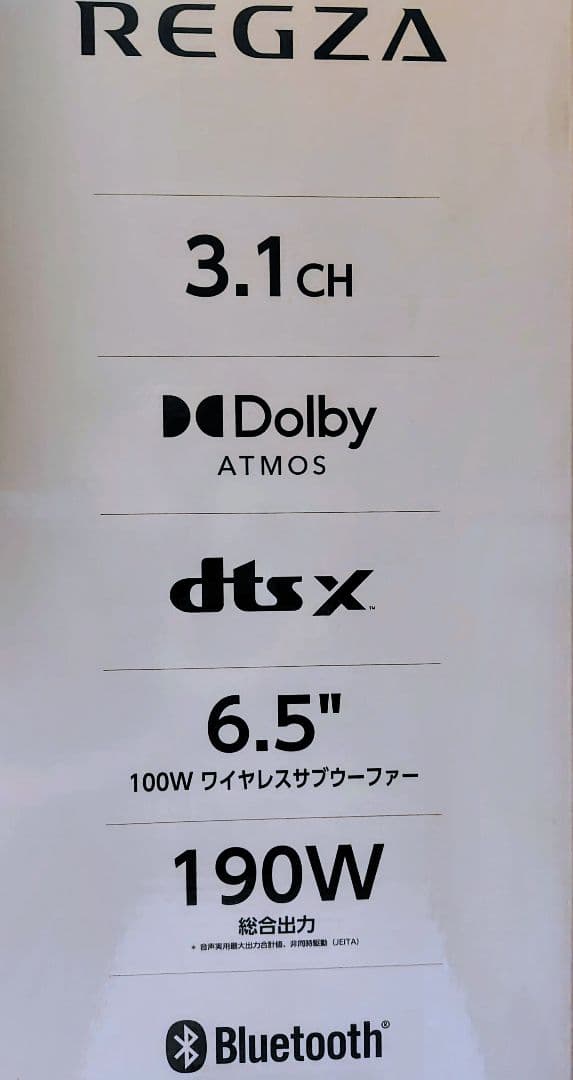 REGZA
3.1CH
Dolby
ATMOS
dts X™
6.5"
100W ワイヤレスサブウーファー
190W
総合出力
* 音声実用最大出力合計値、非同時駆動（JEITA）
Bluetooth®